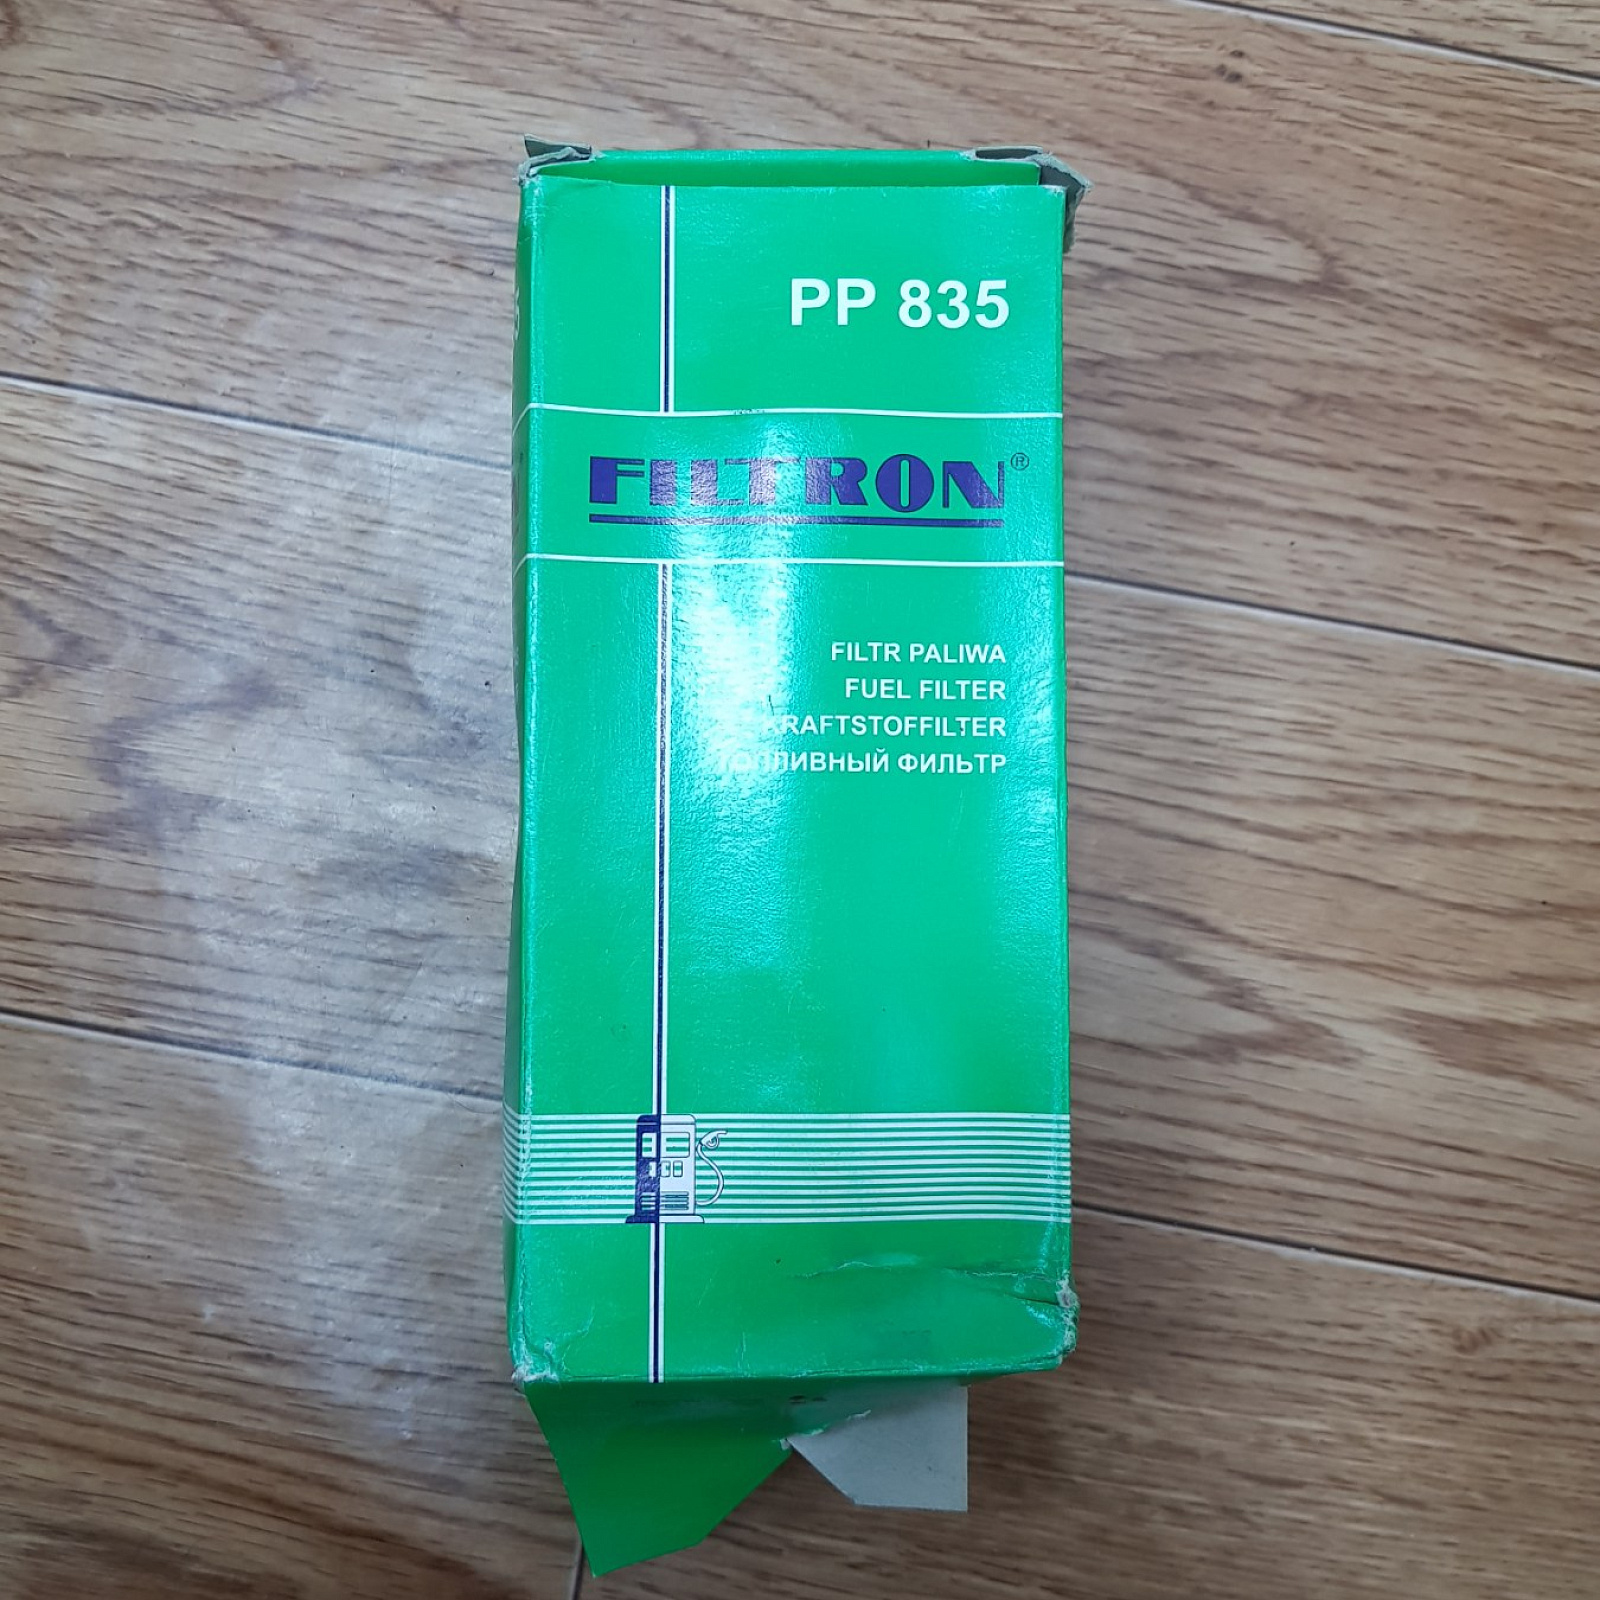 PP 835
FILTRON®
FILTR PALIWA
FUEL FILTER
KRAFTSTOFFILTER
ТОПЛИВНЫЙ ФИЛЬТР